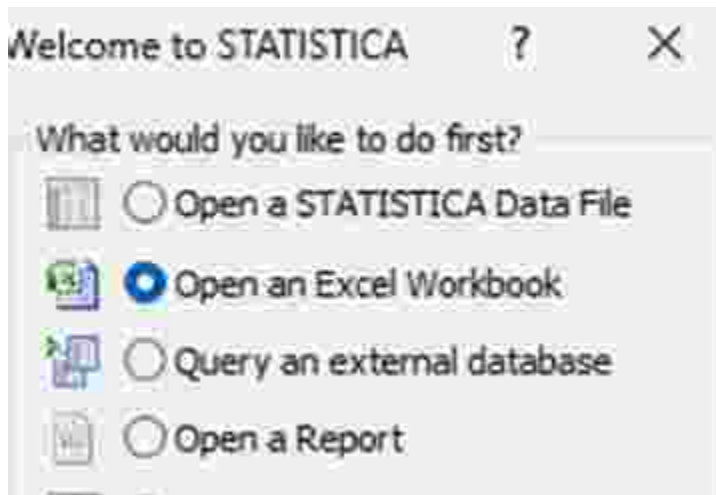 Welcome to STATISTICA ? ×
What would you like to do first?
Open a STATISTICA Data File
Open an Excel Workbook
Query an external database
Open a Report